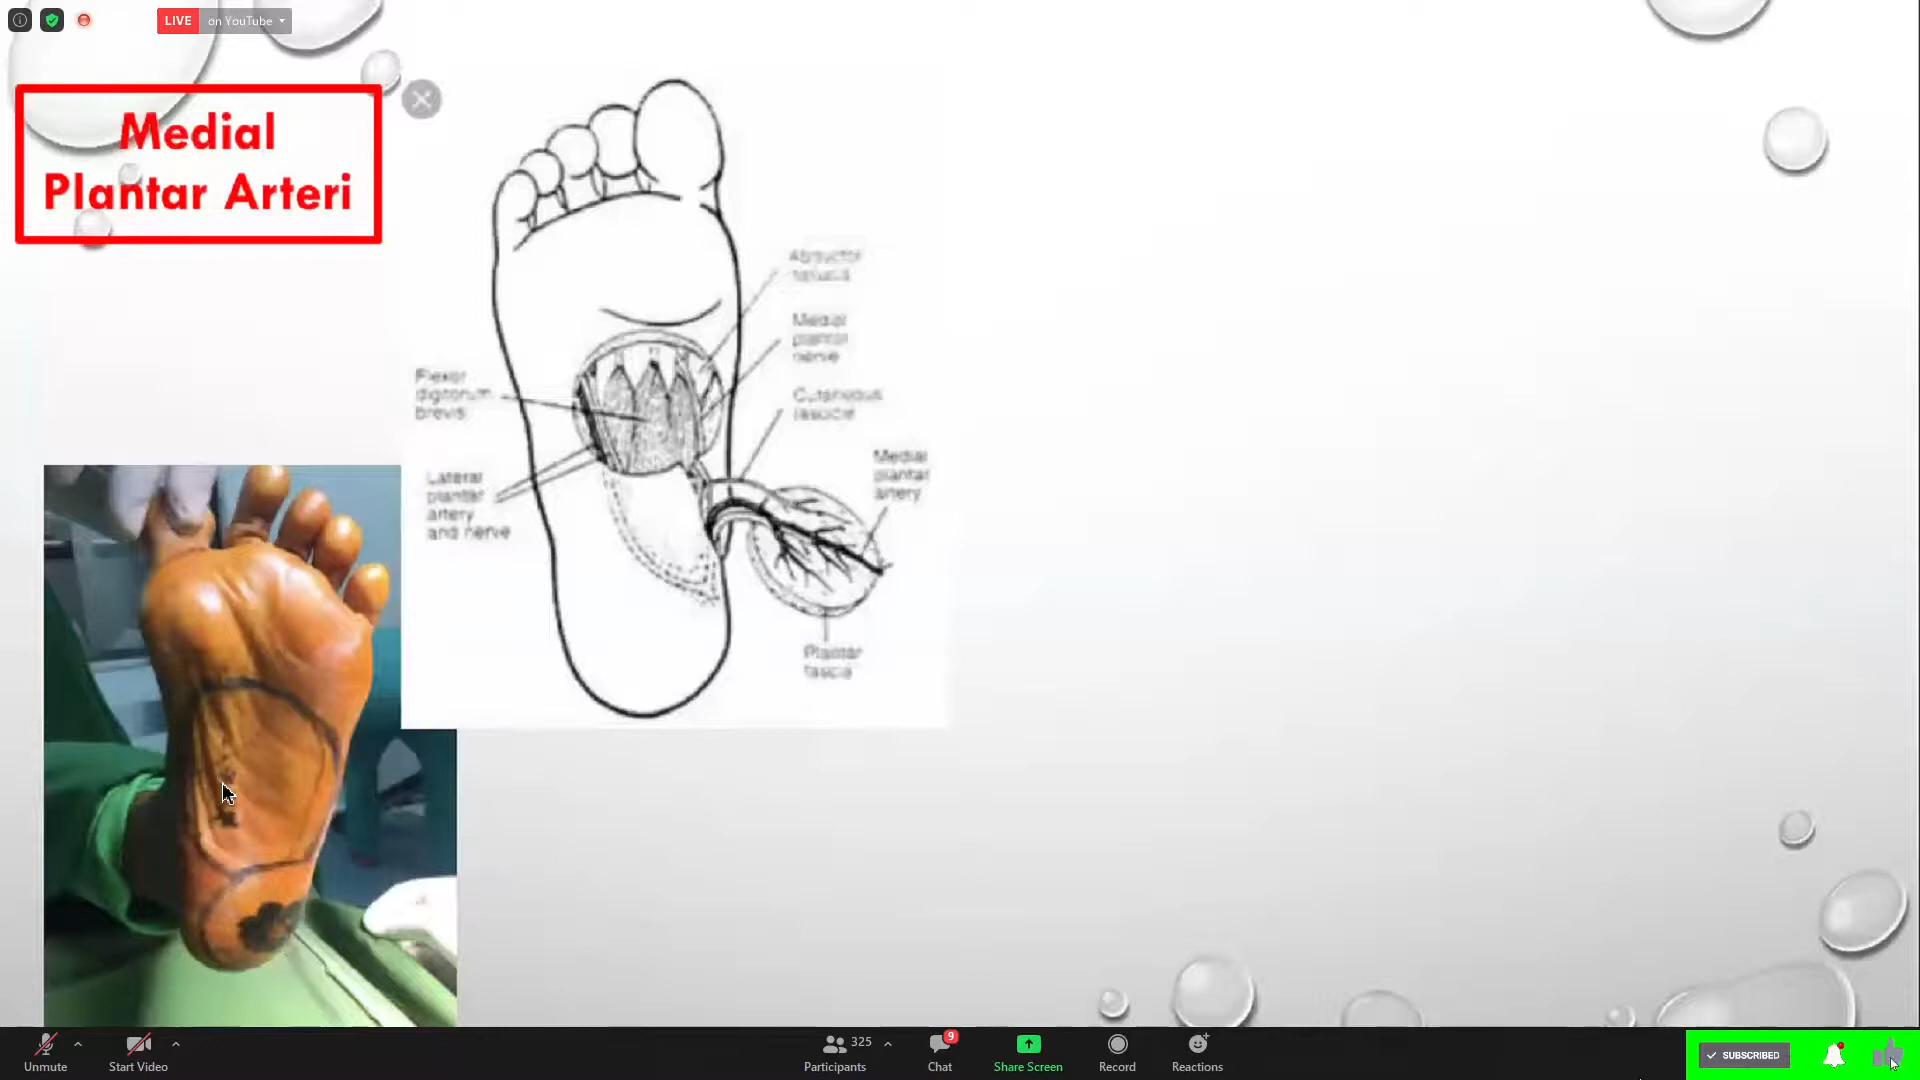 LIVE on YouTube
Medial
Plantar Arteri
Abductor
hallucis
Medial
plantar
nerve
Flexor
digitorum
brevis
Cutaneous
fascicle
Medial
plantar
artery
Lateral
plantar
artery
and nerve
Plantar
fascia
Unmute
Start Video
325
Participants
9
Chat
Share Screen
Record
Reactions
SUBSCRIBED